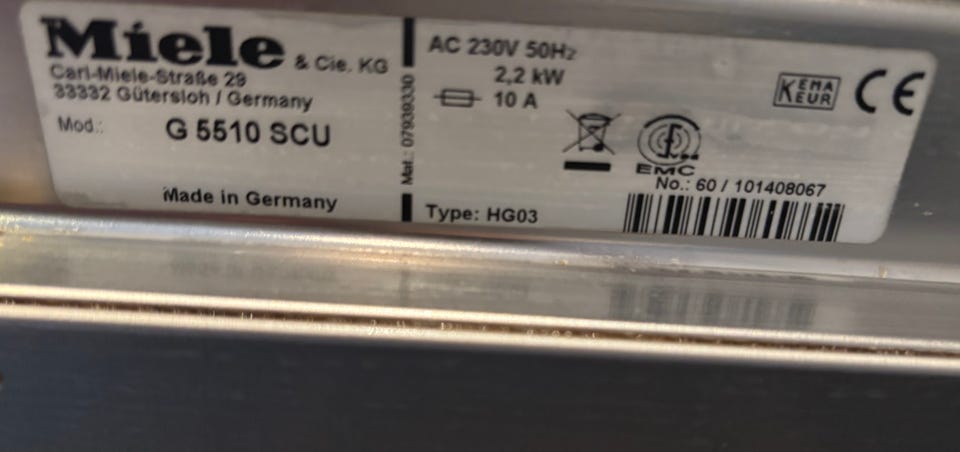 Miele & Cie. KG
Carl-Miele-Straße 29
33332 Gütersloh / Germany
Mod.: G 5510 SCU
Made in Germany
Mat.: 07939330
AC 230V 50Hz
2,2 kW
10 A
KEMA
KEUR
CE
EMC
No.: 60 / 101408067
Type: HG03